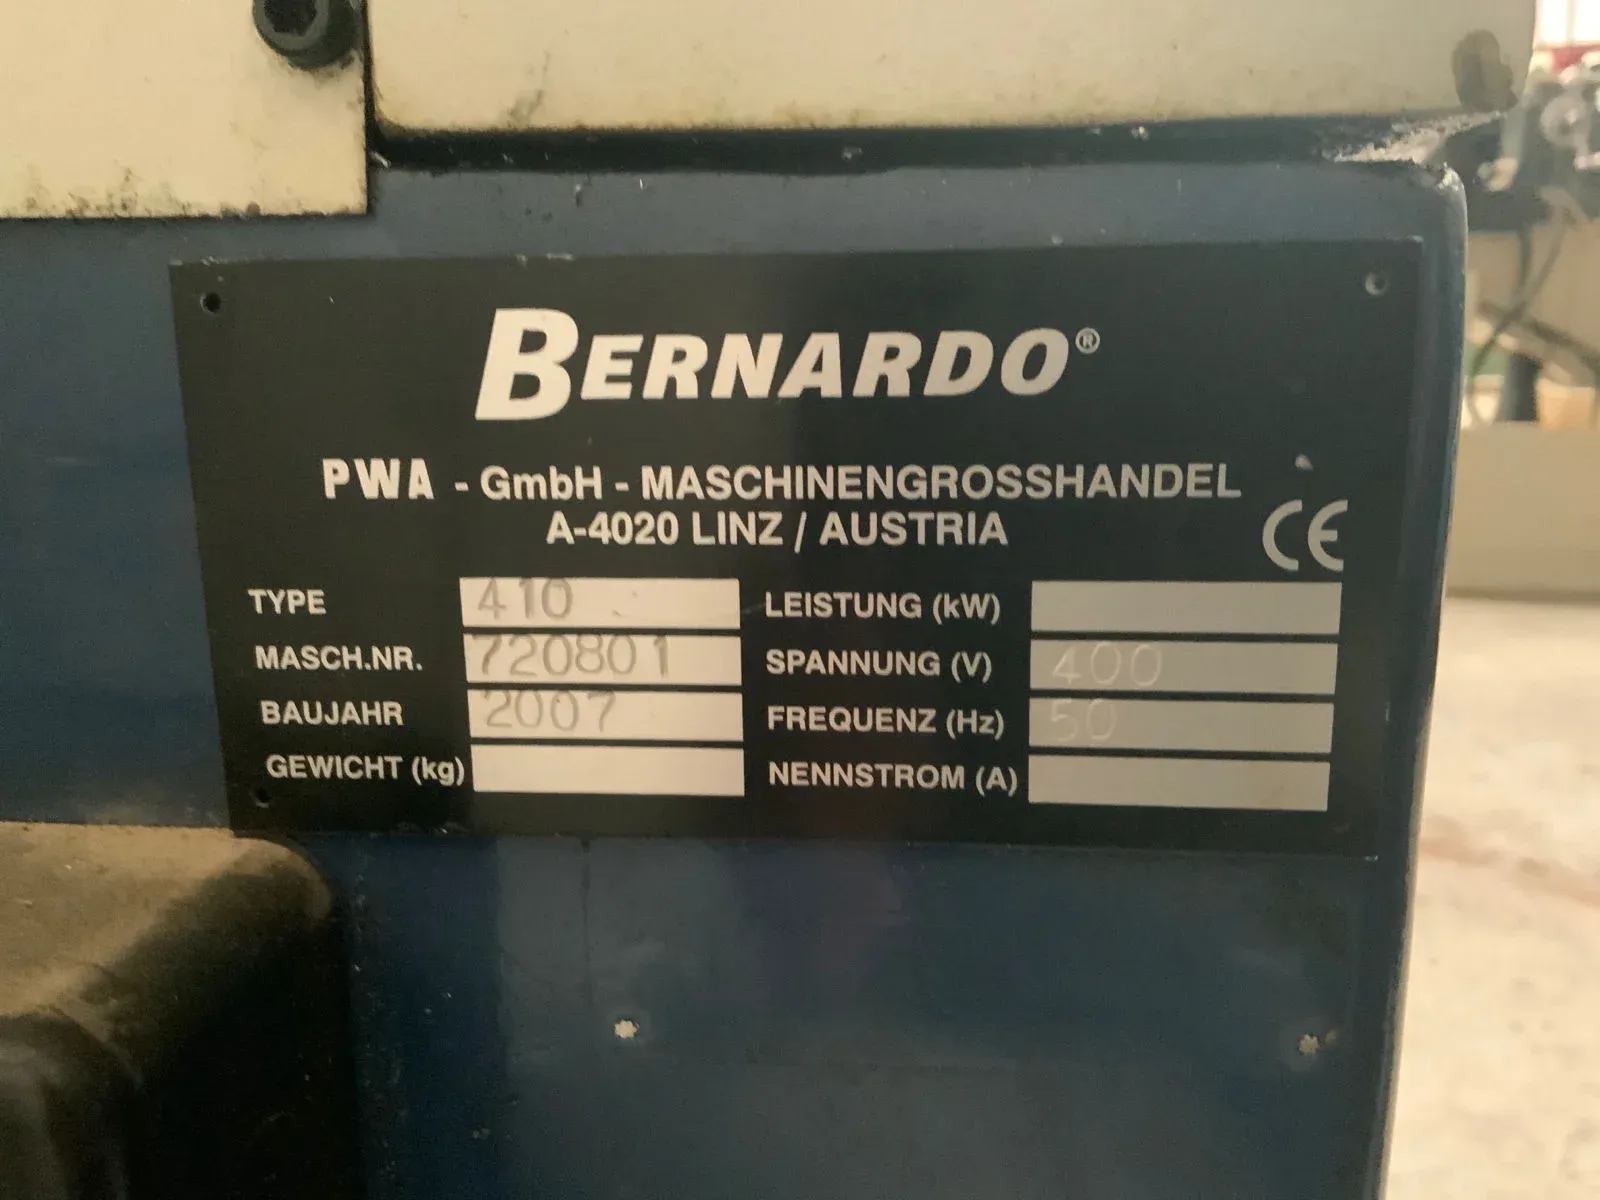 BERNARDO®
PWA - GmbH - MASCHINENGROSSHANDEL
A-4020 LINZ / AUSTRIA
CE
TYPE 410 LEISTUNG (kW)
MASCH.NR. 720801 SPANNUNG (V) 400
BAUJAHR 2007 FREQUENZ (Hz) 50
GEWICHT (kg) NENNSTROM (A)